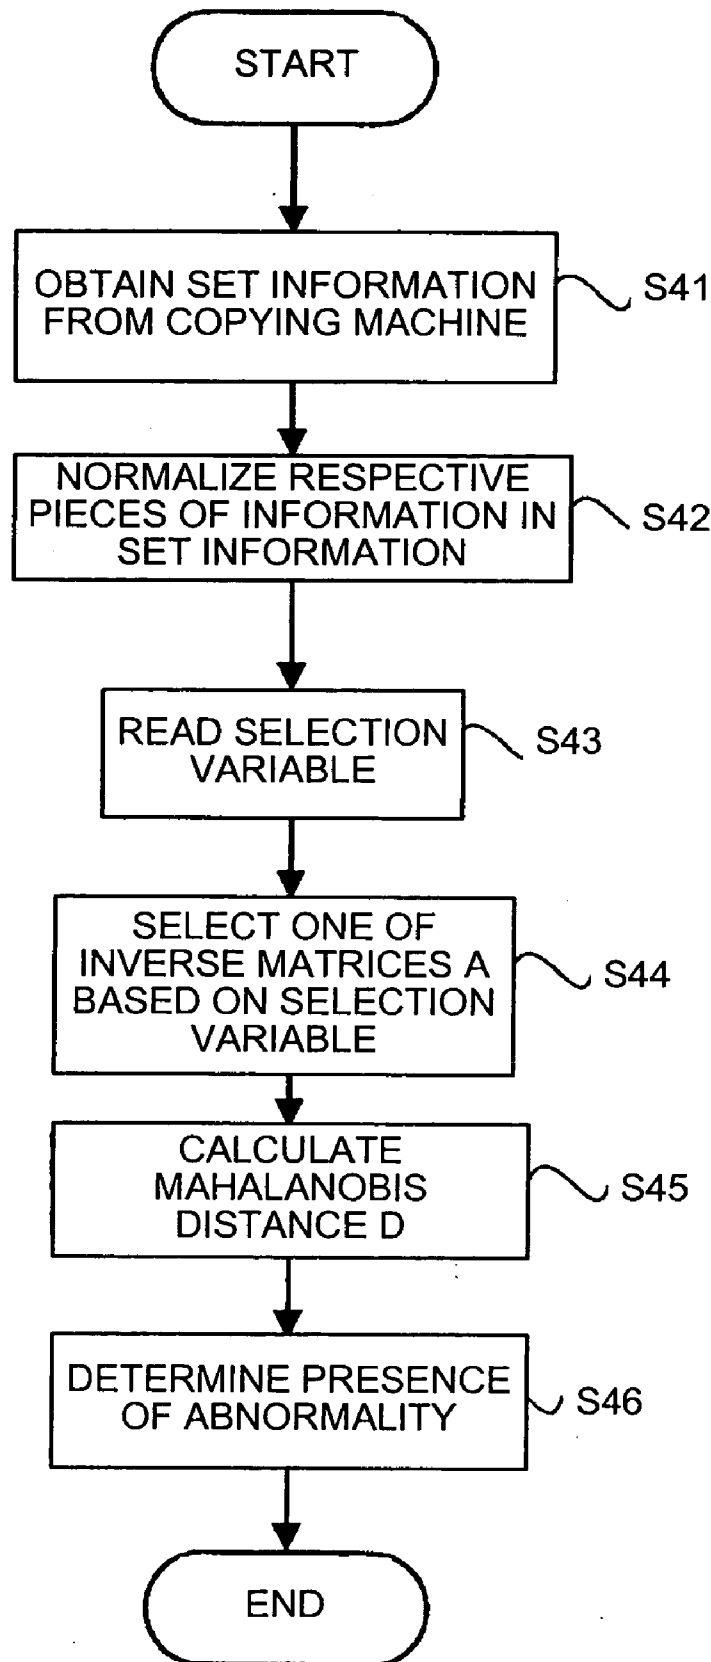 START
OBTAIN SET INFORMATION
FROM COPYING MACHINE
S41
NORMALIZE RESPECTIVE
PIECES OF INFORMATION IN
SET INFORMATION
S42
READ SELECTION
VARIABLE
S43
SELECT ONE OF
INVERSE MATRICES A
BASED ON SELECTION
VARIABLE
S44
CALCULATE
MAHALANOBIS
DISTANCE D
S45
DETERMINE PRESENCE
OF ABNORMALITY
S46
END